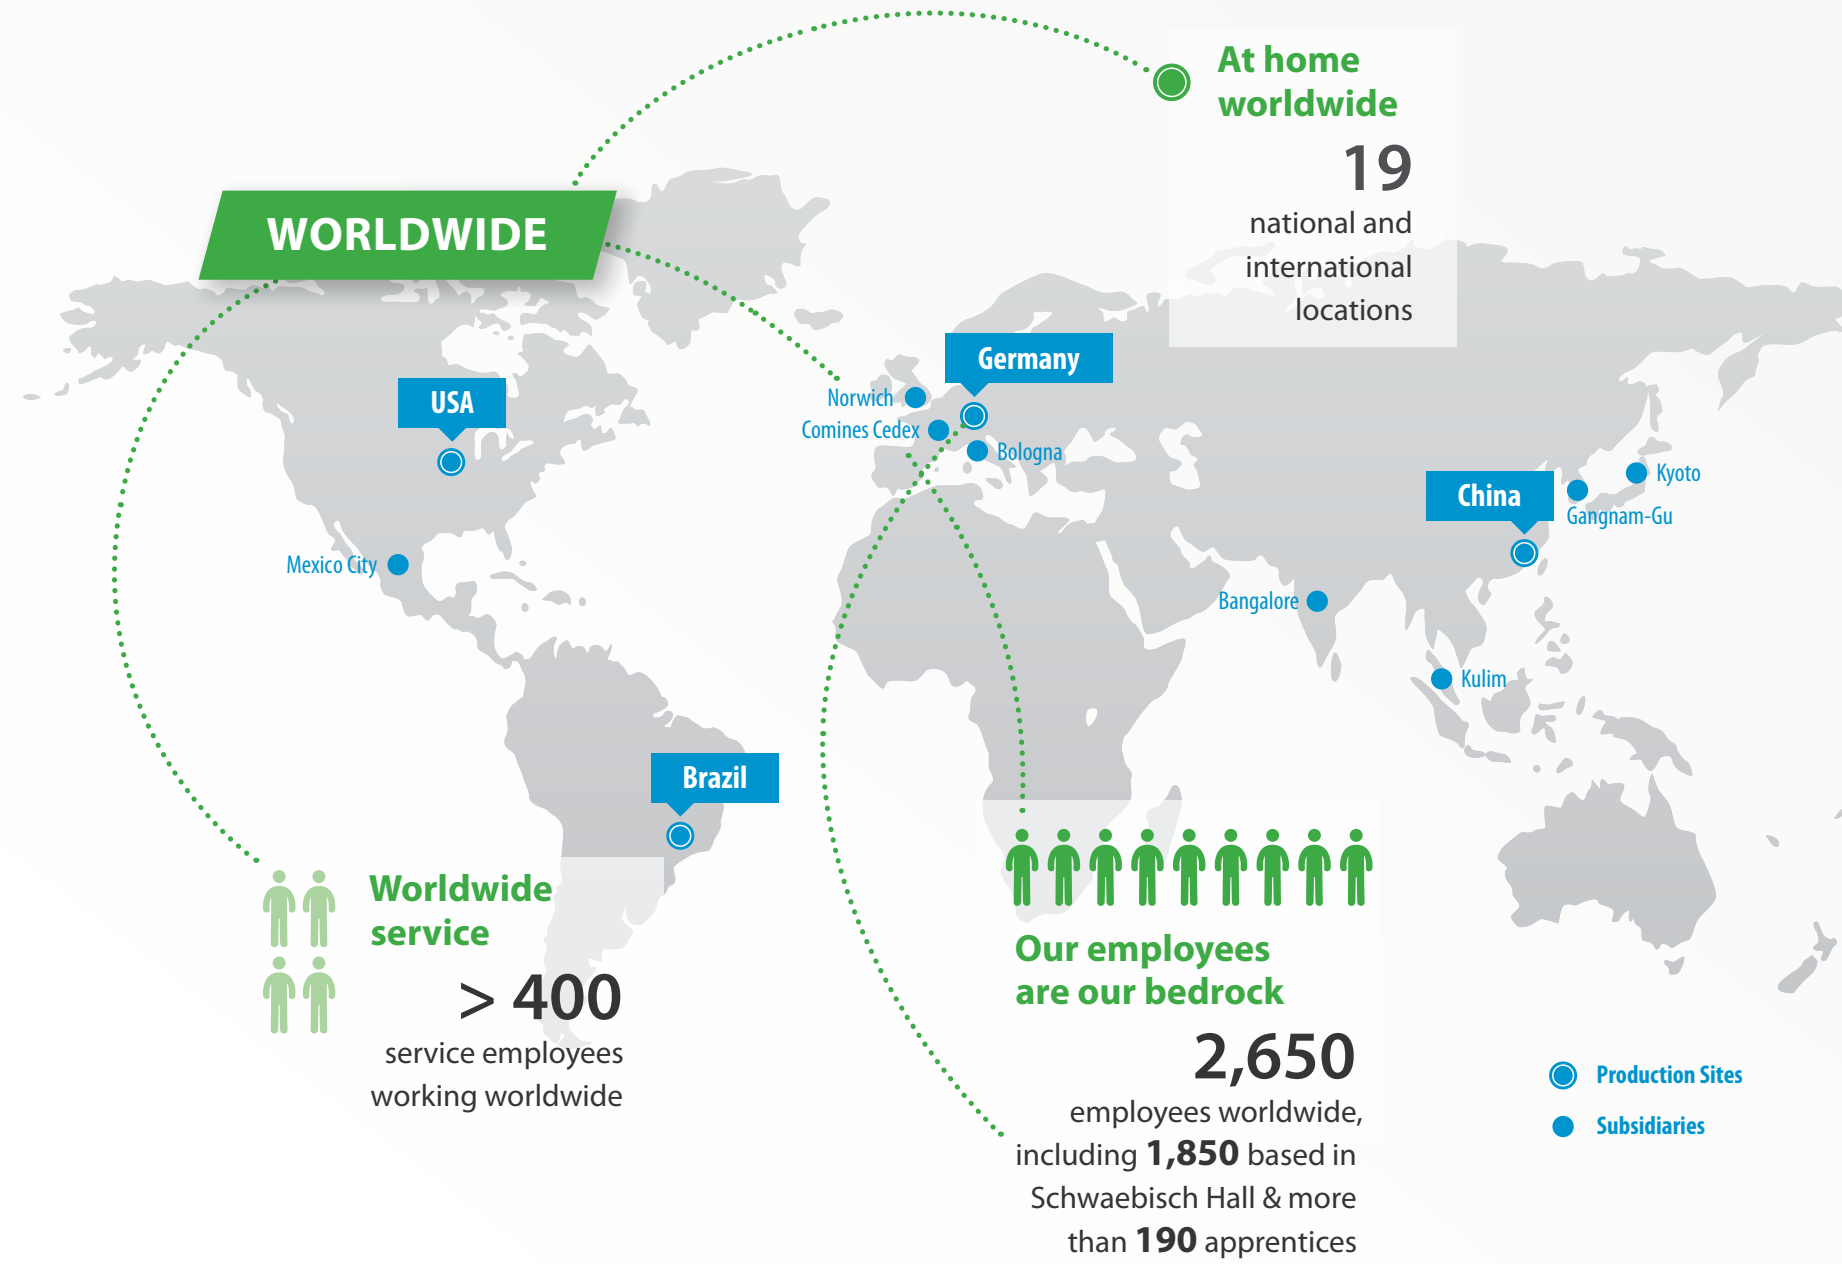 At home
worldwide
19
national and
international
locations
WORLDWIDE
Germany
USA
Norwich
Comines Cedex
Bologna
Kyoto
China
Gangnam-Gu
Mexico City
Bangalore
Kulim
Brazil
Worldwide
service
> 400
service employees
working worldwide
Our employees
are our bedrock
2,650
employees worldwide,
including 1,850 based in
Schwaebisch Hall & more
than 190 apprentices
Production Sites
Subsidiaries